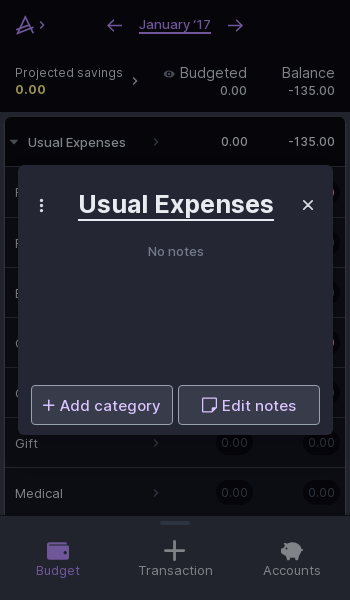 January ‘17
Projected savings
0.00
Budgeted
0.00
Balance
-135.00
Usual Expenses
0.00
-135.00
Usual Expenses
No notes
Add category
Edit notes
Gift
0.00
0.00
Medical
0.00
0.00
Budget
Transaction
Accounts